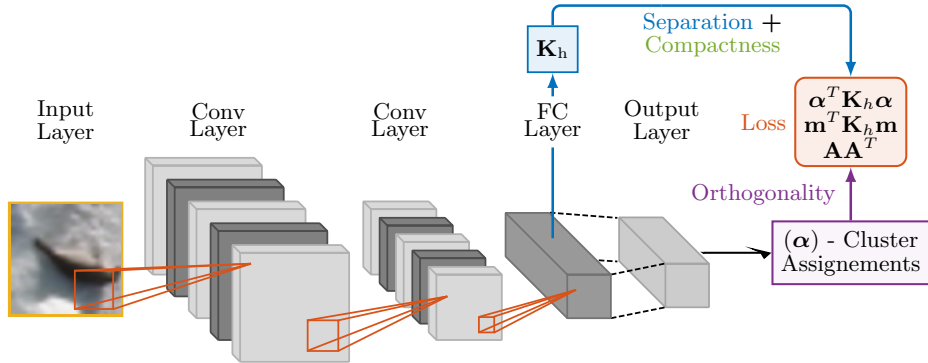 Separation +
Compactness
K_h
Input
Layer
Conv
Layer
Conv
Layer
FC
Layer
Output
Layer
Loss
α^T K_h α
m^T K_h m
AA^T
Orthogonality
(α) - Cluster
Assignements